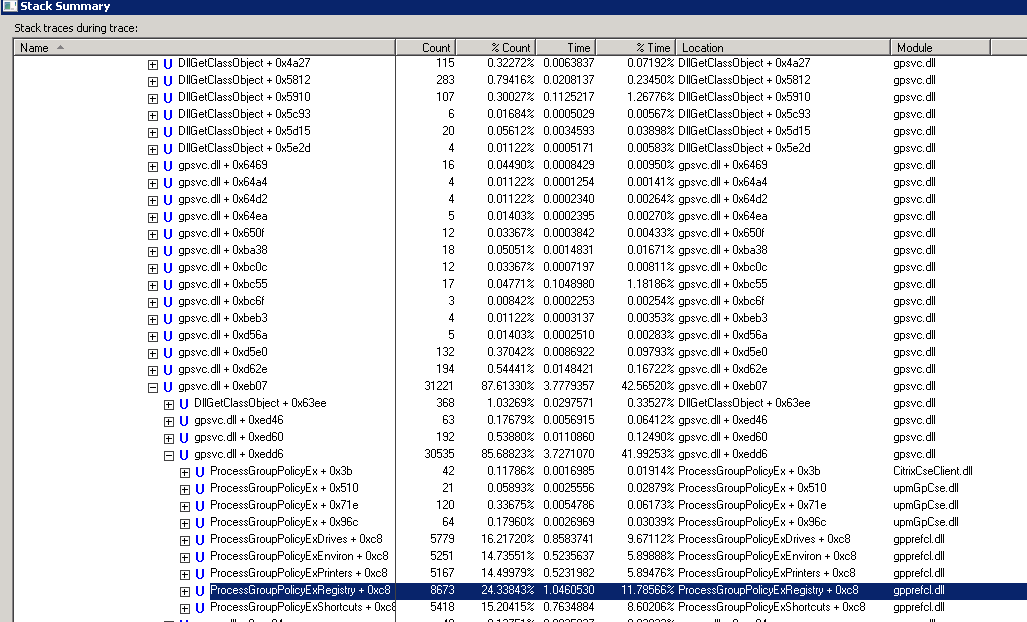 Stack Summary
Stack traces during trace:
Name Count % Count Time % Time Location Module
U DllGetClassObject + 0x4a27 115 0.32272% 0.0063837 0.07192% DllGetClassObject + 0x4a27 gpsvc.dll
U DllGetClassObject + 0x5812 283 0.79416% 0.0208137 0.23450% DllGetClassObject + 0x5812 gpsvc.dll
U DllGetClassObject + 0x5910 107 0.30027% 0.1125217 1.26776% DllGetClassObject + 0x5910 gpsvc.dll
U DllGetClassObject + 0x5c93 6 0.01684% 0.0005029 0.00567% DllGetClassObject + 0x5c93 gpsvc.dll
U DllGetClassObject + 0x5d15 20 0.05612% 0.0034593 0.03898% DllGetClassObject + 0x5d15 gpsvc.dll
U DllGetClassObject + 0x5e2d 4 0.01122% 0.0005171 0.00583% DllGetClassObject + 0x5e2d gpsvc.dll
U gpsvc.dll + 0x6469 16 0.04490% 0.0008429 0.00950% gpsvc.dll + 0x6469 gpsvc.dll
U gpsvc.dll + 0x64a4 4 0.01122% 0.0001254 0.00141% gpsvc.dll + 0x64a4 gpsvc.dll
U gpsvc.dll + 0x64d2 4 0.01122% 0.0002340 0.00264% gpsvc.dll + 0x64d2 gpsvc.dll
U gpsvc.dll + 0x64ea 5 0.01403% 0.0002395 0.00270% gpsvc.dll + 0x64ea gpsvc.dll
U gpsvc.dll + 0x650f 12 0.03367% 0.0003842 0.00433% gpsvc.dll + 0x650f gpsvc.dll
U gpsvc.dll + 0xba38 18 0.05051% 0.0014831 0.01671% gpsvc.dll + 0xba38 gpsvc.dll
U gpsvc.dll + 0xbc0c 12 0.03367% 0.0007197 0.00811% gpsvc.dll + 0xbc0c gpsvc.dll
U gpsvc.dll + 0xbc55 17 0.04771% 0.1048980 1.18186% gpsvc.dll + 0xbc55 gpsvc.dll
U gpsvc.dll + 0xbc6f 3 0.00842% 0.0002253 0.00254% gpsvc.dll + 0xbc6f gpsvc.dll
U gpsvc.dll + 0xbeb3 4 0.01122% 0.0003137 0.00353% gpsvc.dll + 0xbeb3 gpsvc.dll
U gpsvc.dll + 0xd56a 5 0.01403% 0.0002510 0.00283% gpsvc.dll + 0xd56a gpsvc.dll
U gpsvc.dll + 0xd5e0 132 0.37042% 0.0086922 0.09793% gpsvc.dll + 0xd5e0 gpsvc.dll
U gpsvc.dll + 0xd62e 194 0.54441% 0.0148421 0.16722% gpsvc.dll + 0xd62e gpsvc.dll
U gpsvc.dll + 0xeb07 31221 87.61330% 3.7779357 42.56520% gpsvc.dll + 0xeb07 gpsvc.dll
U DllGetClassObject + 0x63ee 368 1.03269% 0.0297571 0.33527% DllGetClassObject + 0x63ee gpsvc.dll
U gpsvc.dll + 0xed46 63 0.17679% 0.0056915 0.06412% gpsvc.dll + 0xed46 gpsvc.dll
U gpsvc.dll + 0xed60 192 0.53880% 0.0110860 0.12490% gpsvc.dll + 0xed60 gpsvc.dll
U gpsvc.dll + 0xedd6 30535 85.68823% 3.7271070 41.99253% gpsvc.dll + 0xedd6 gpsvc.dll
U ProcessGroupPolicyEx + 0x3b 42 0.11786% 0.0016985 0.01914% ProcessGroupPolicyEx + 0x3b CitrixCseClient.dll
U ProcessGroupPolicyEx + 0x510 21 0.05893% 0.0025556 0.02879% ProcessGroupPolicyEx + 0x510 upmGpCse.dll
U ProcessGroupPolicyEx + 0x71e 120 0.33675% 0.0054786 0.06173% ProcessGroupPolicyEx + 0x71e upmGpCse.dll
U ProcessGroupPolicyEx + 0x96c 64 0.17960% 0.0026969 0.03039% ProcessGroupPolicyEx + 0x96c upmGpCse.dll
U ProcessGroupPolicyExDrives + 0xc8 5779 16.21720% 0.8583741 9.67112% ProcessGroupPolicyExDrives + 0xc8 gpprefcl.dll
U ProcessGroupPolicyExEnviron + 0xc8 5251 14.73551% 0.5235637 5.89888% ProcessGroupPolicyExEnviron + 0xc8 gpprefcl.dll
U ProcessGroupPolicyExPrinters + 0xc8 5167 14.49979% 0.5231982 5.89476% ProcessGroupPolicyExPrinters + 0xc8 gpprefcl.dll
U ProcessGroupPolicyExRegistry + 0xc8 8673 24.33843% 1.0460530 11.78566% ProcessGroupPolicyExRegistry + 0xc8 gpprefcl.dll
U ProcessGroupPolicyExShortcuts + 0xc8 5418 15.20415% 0.7634884 8.60206% ProcessGroupPolicyExShortcuts + 0xc8 gpprefcl.dll